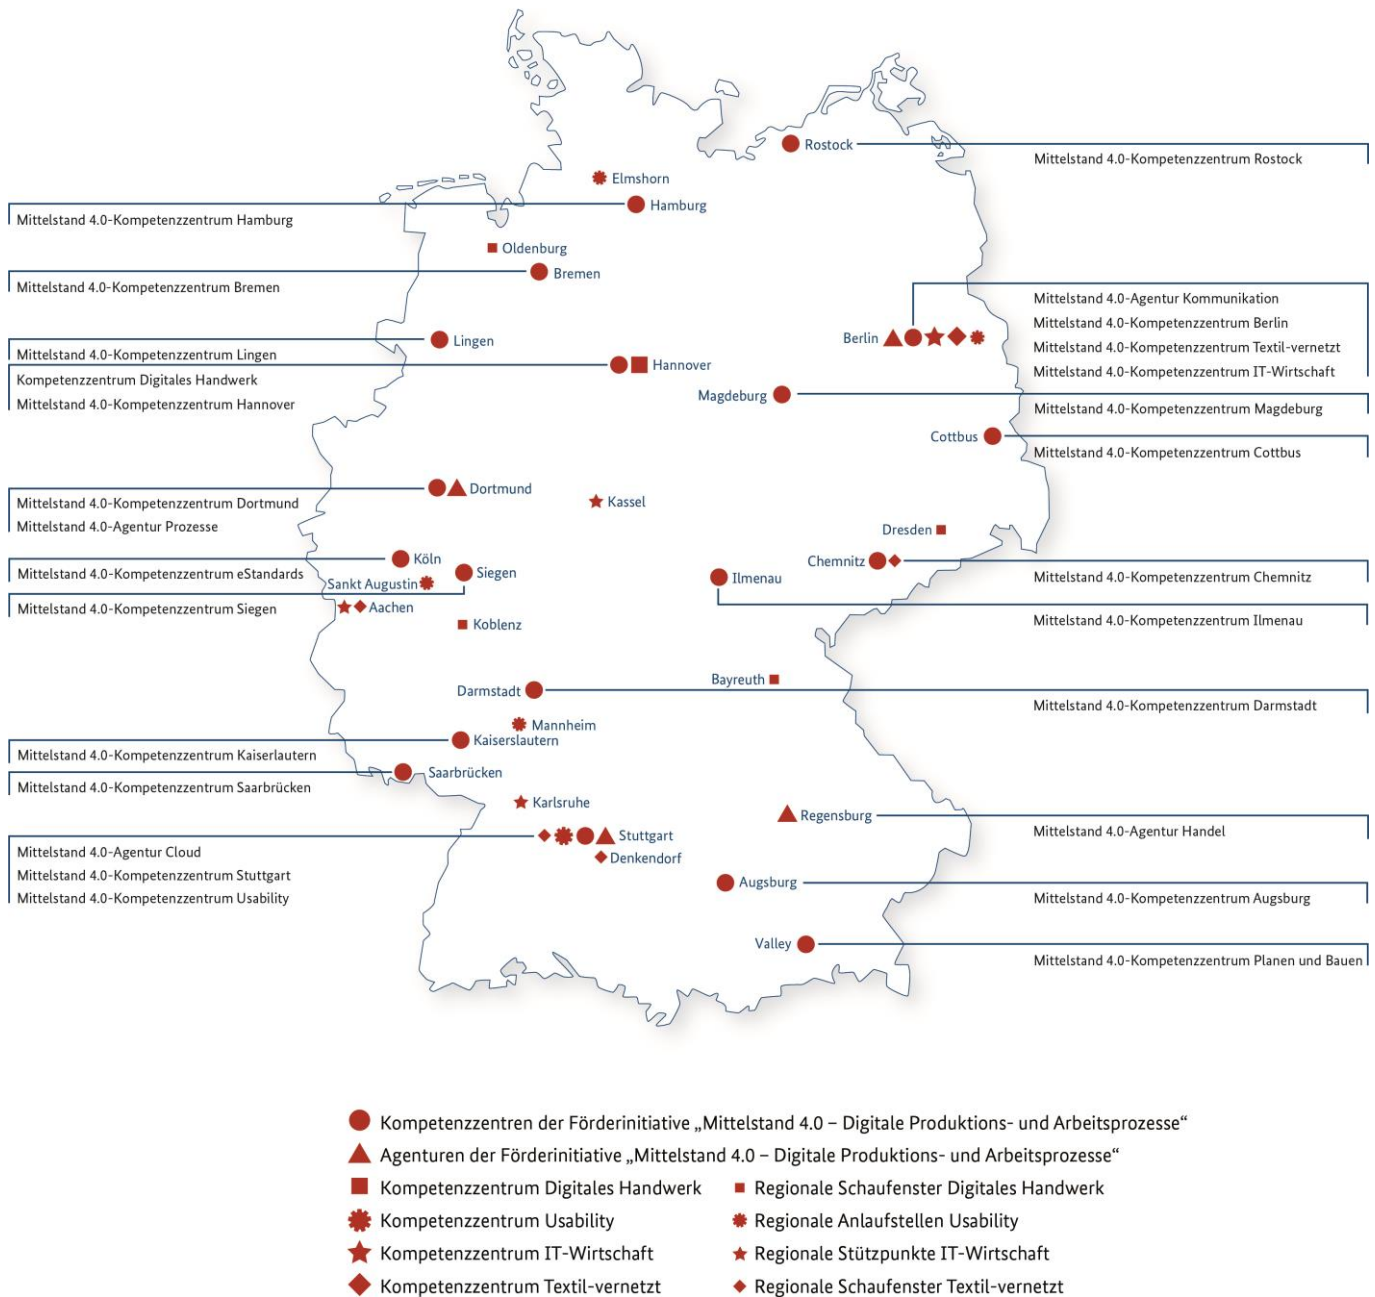 Rostock
Mittelstand 4.0-Kompetenzzentrum Rostock
Elmshorn
Hamburg
Mittelstand 4.0-Kompetenzzentrum Hamburg
Oldenburg
Bremen
Mittelstand 4.0-Kompetenzzentrum Bremen
Mittelstand 4.0-Agentur Kommunikation
Mittelstand 4.0-Kompetenzzentrum Berlin
Mittelstand 4.0-Kompetenzzentrum Textil-vernetzt
Mittelstand 4.0-Kompetenzzentrum IT-Wirtschaft
Berlin
Lingen
Mittelstand 4.0-Kompetenzzentrum Lingen
Hannover
Kompetenzzentrum Digitales Handwerk
Mittelstand 4.0-Kompetenzzentrum Hannover
Magdeburg
Mittelstand 4.0-Kompetenzzentrum Magdeburg
Cottbus
Mittelstand 4.0-Kompetenzzentrum Cottbus
Dortmund
Mittelstand 4.0-Kompetenzzentrum Dortmund
Mittelstand 4.0-Agentur Prozesse
Kassel
Dresden
Köln
Mittelstand 4.0-Kompetenzzentrum eStandards
Chemnitz
Mittelstand 4.0-Kompetenzzentrum Chemnitz
Siegen
Sankt Augustin
Mittelstand 4.0-Kompetenzzentrum Siegen
Aachen
Ilmenau
Mittelstand 4.0-Kompetenzzentrum Ilmenau
Koblenz
Bayreuth
Darmstadt
Mittelstand 4.0-Kompetenzzentrum Darmstadt
Mannheim
Kaiserslautern
Mittelstand 4.0-Kompetenzzentrum Kaiserlautern
Saarbrücken
Mittelstand 4.0-Kompetenzzentrum Saarbrücken
Karlsruhe
Regensburg
Mittelstand 4.0-Agentur Handel
Stuttgart
Mittelstand 4.0-Agentur Cloud
Mittelstand 4.0-Kompetenzzentrum Stuttgart
Mittelstand 4.0-Kompetenzzentrum Usability
Denkendorf
Augsburg
Mittelstand 4.0-Kompetenzzentrum Augsburg
Valley
Mittelstand 4.0-Kompetenzzentrum Planen und Bauen
Kompetenzzentren der Förderinitiative „Mittelstand 4.0 – Digitale Produktions- und Arbeitsprozesse“
Agenturen der Förderinitiative „Mittelstand 4.0 – Digitale Produktions- und Arbeitsprozesse“
Kompetenzzentrum Digitales Handwerk
Regionale Schaufenster Digitales Handwerk
Kompetenzzentrum Usability
Regionale Anlaufstellen Usability
Kompetenzzentrum IT-Wirtschaft
Regionale Stützpunkte IT-Wirtschaft
Kompetenzzentrum Textil-vernetzt
Regionale Schaufenster Textil-vernetzt